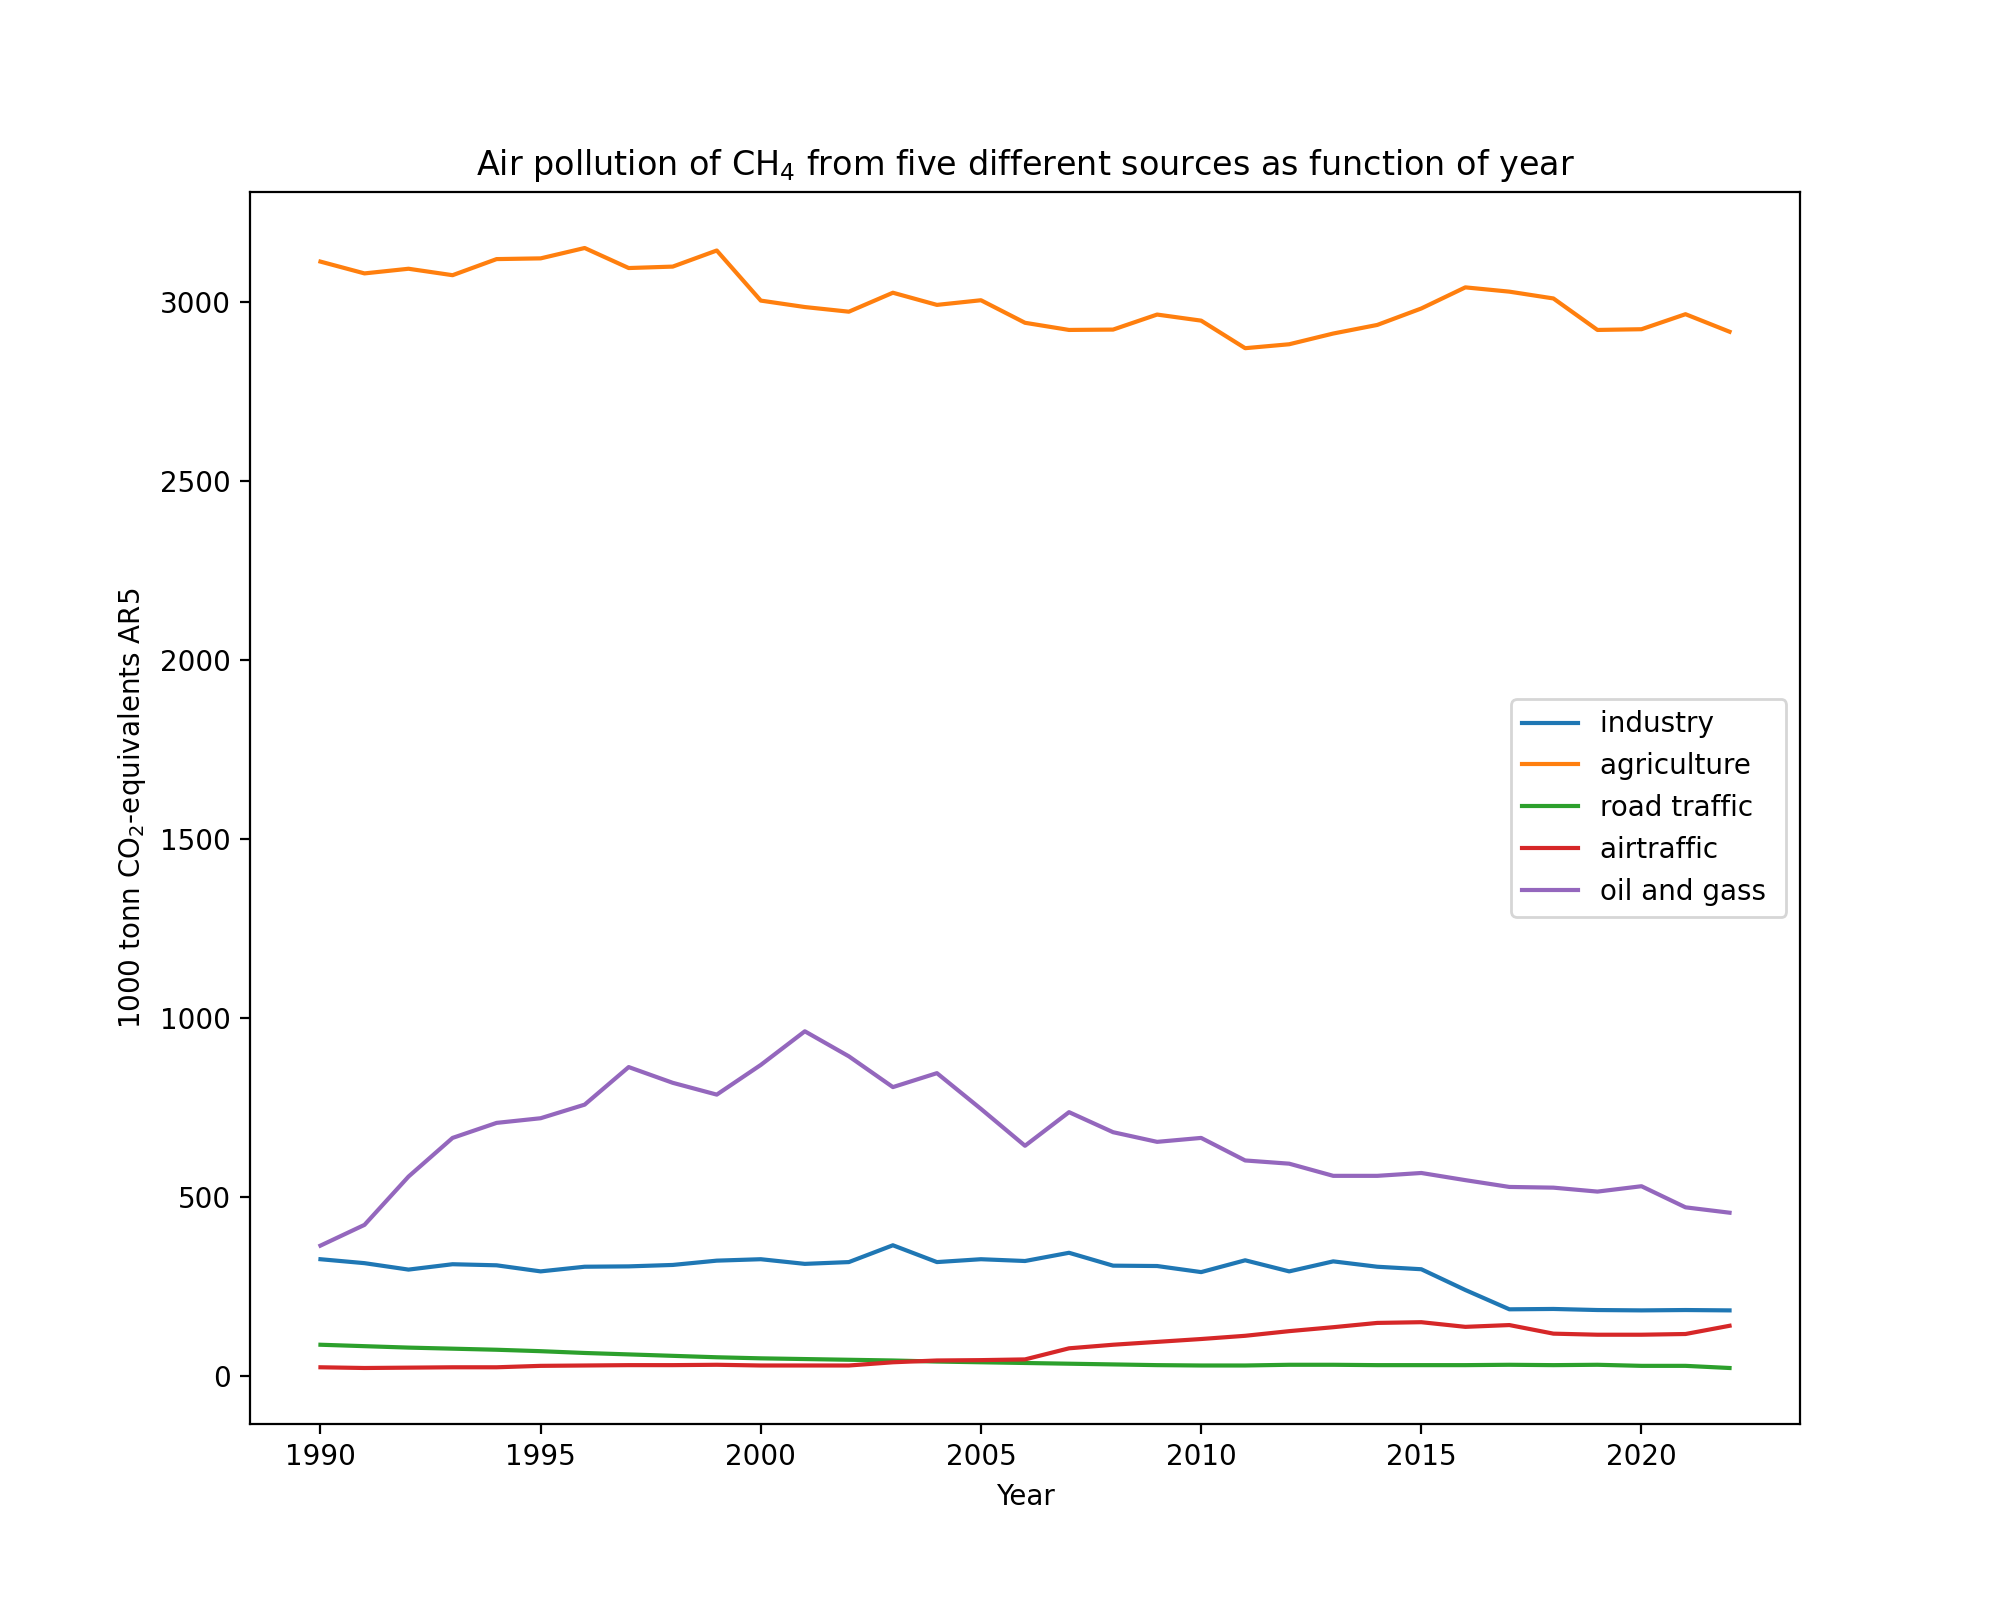 Air pollution of CH₄ from five different sources as function of year
1000 tonn CO₂-equivalents AR5
3000
2500
2000
1500
1000
500
0
industry
agriculture
road traffic
airtraffic
oil and gass
1990 1995 2000 2005 2010 2015 2020
Year